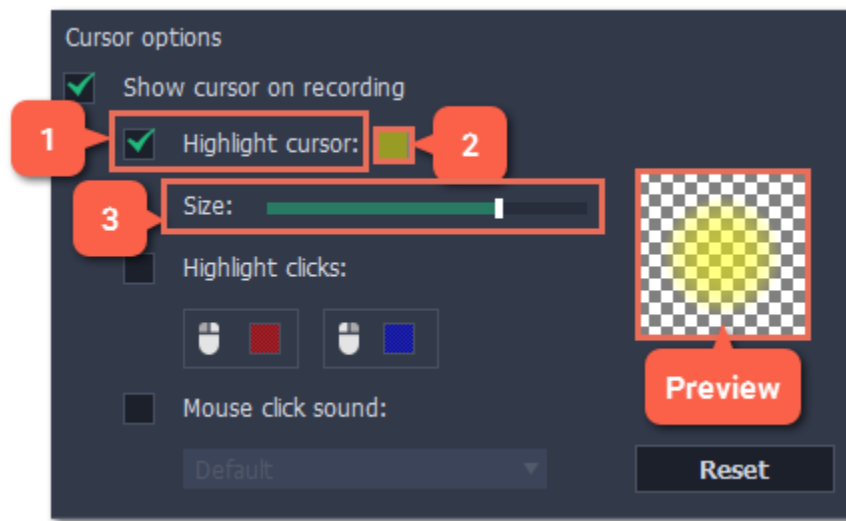 Cursor options
Show cursor on recording
1 Highlight cursor: 2
3 Size:
Highlight clicks:
Preview
Mouse click sound:
Default Reset